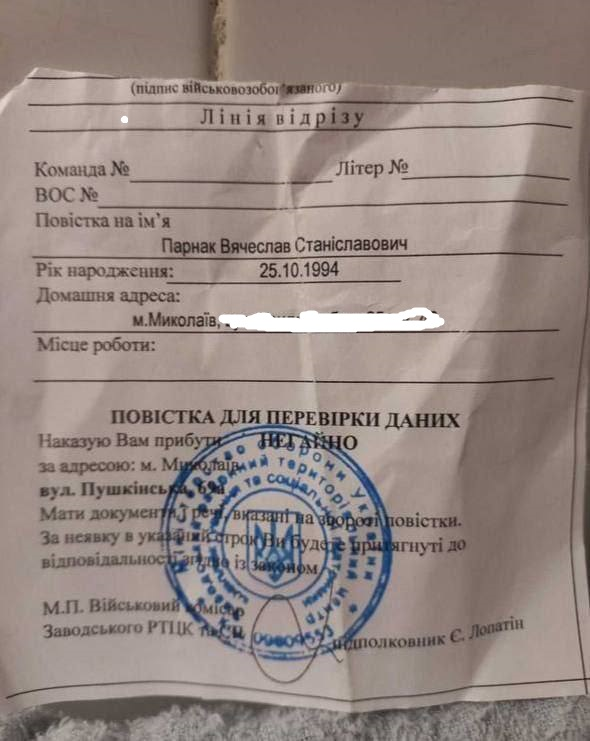 (підпис військовозобов'язаного)
Лінія відрізу
Команда № Літер №
ВОС №
Повістка на ім'я
Парнак Вячеслав Станіславович
Рік народження: 25.10.1994
Домашня адреса:
м.Миколаїв,
Місце роботи:
ПОВІСТКА ДЛЯ ПЕРЕВІРКИ ДАНИХ
Наказую Вам прибути НЕГАЙНО
за адресою: м. Миколаїв
вул. Пушкінська, 69а
Мати документи і речі, вказані на звороті повістки.
За неявку в указаний строк Ви будете притягнуті до
відповідальності згідно із законом
М.П. Військовий комісар
Заводського РТЦК та СП підполковник Є. Лопатін